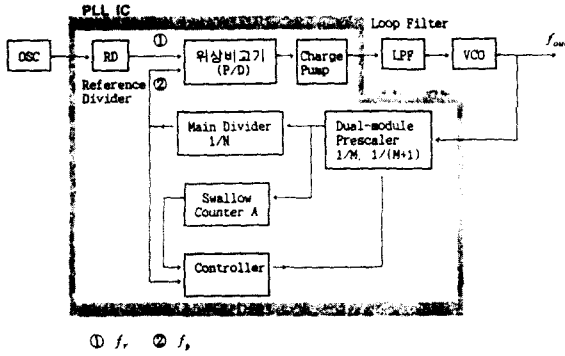 PLL IC
Loop Filter
①
OSC
RD
위상비고기
(P/D)
Charge
Pump
LPF
VCO
f_out
Reference
Divider
②
Main Divider
1/N
Dual-module
Prescaler
1/M, 1/(M+1)
Swallow
Counter A
Controller
① f_r ② f_p